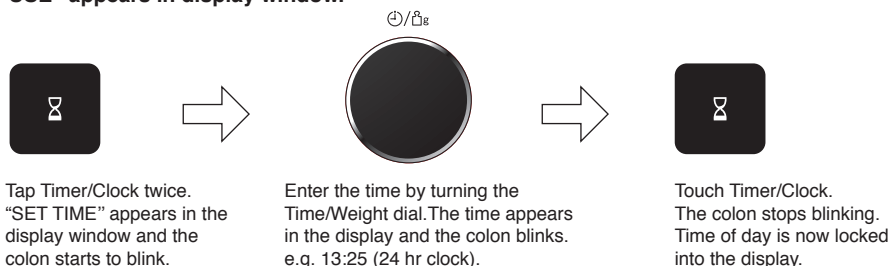 appears in display window.
g
Tap Timer/Clock twice.
“SET TIME” appears in the
display window and the
colon starts to blink.
Enter the time by turning the
Time/Weight dial.The time appears
in the display and the colon blinks.
e.g. 13:25 (24 hr clock).
Touch Timer/Clock.
The colon stops blinking.
Time of day is now locked
into the display.